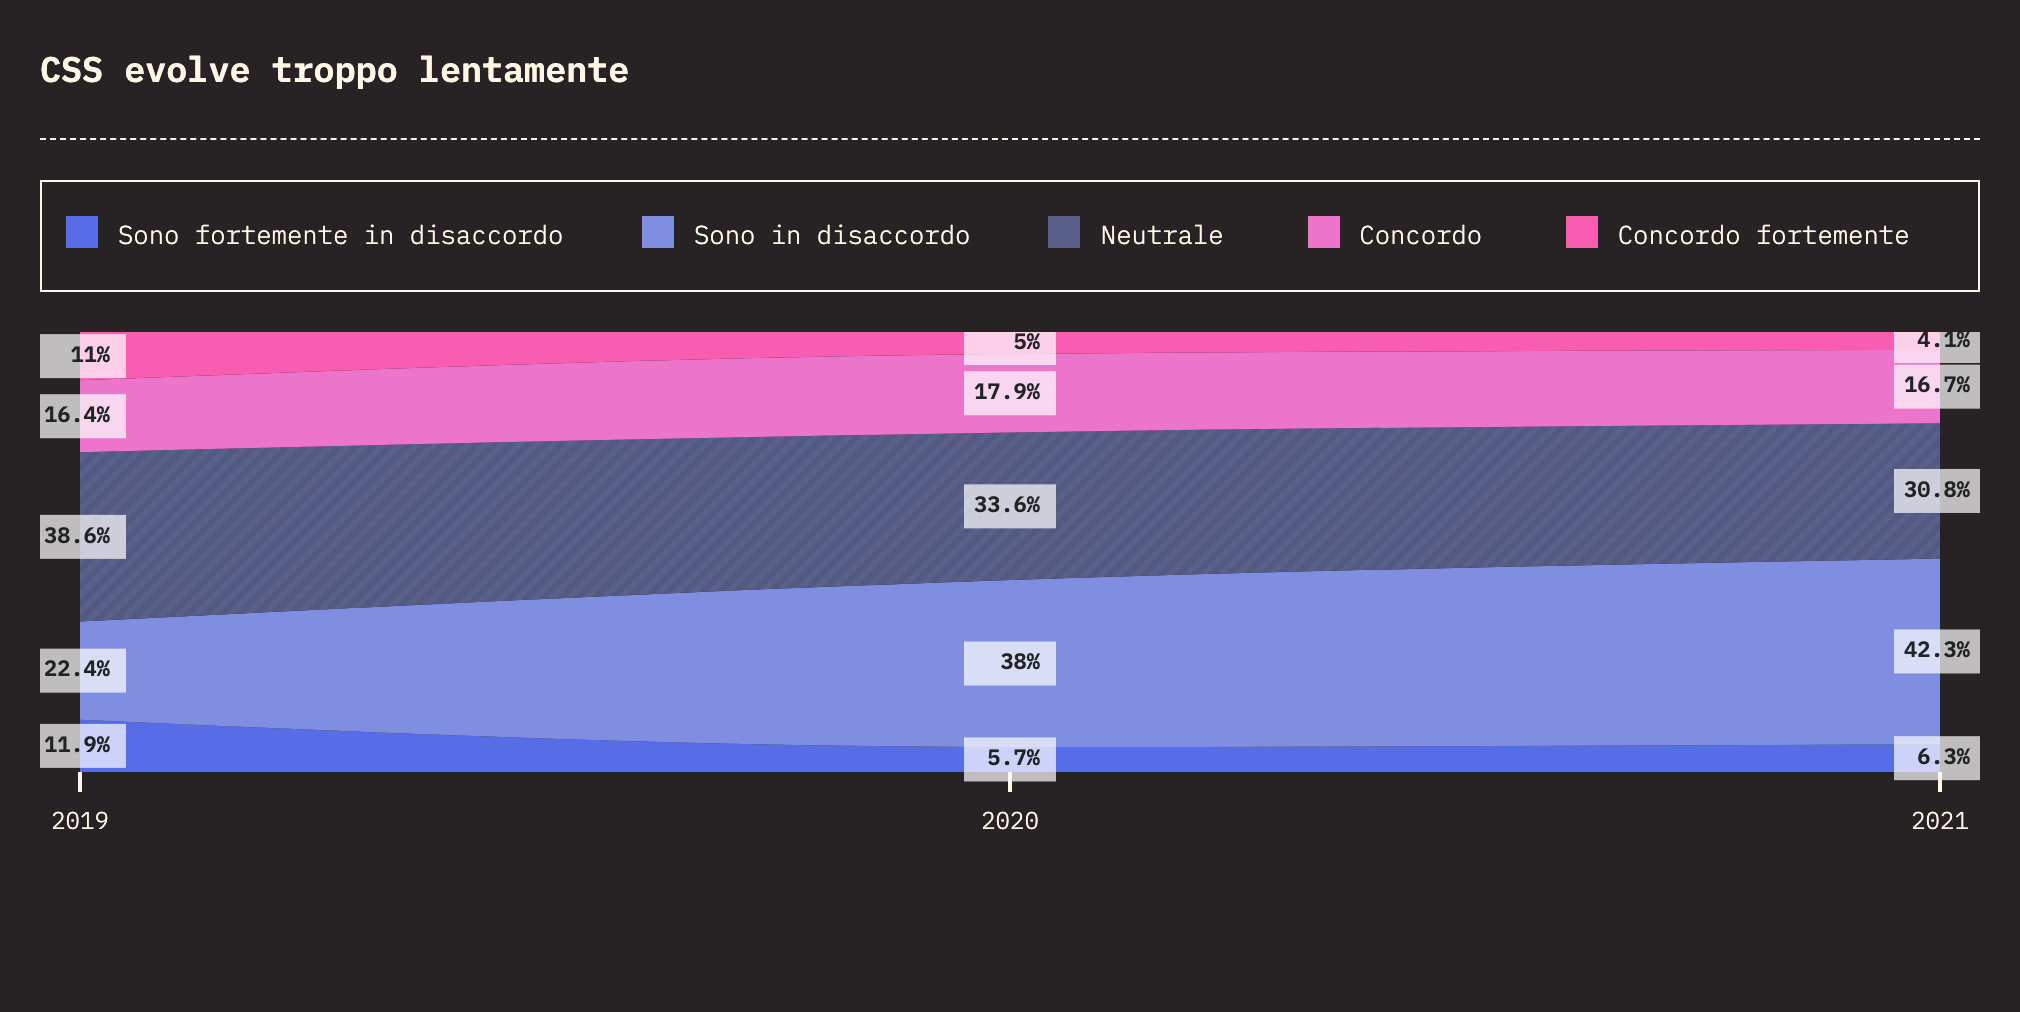 CSS evolve troppo lentamente
Sono fortemente in disaccordo Sono in disaccordo Neutrale Concordo Concordo fortemente
11% 5% 4.1%
16.4% 17.9% 16.7%
38.6% 33.6% 30.8%
22.4% 38% 42.3%
11.9% 5.7% 6.3%
2019 2020 2021